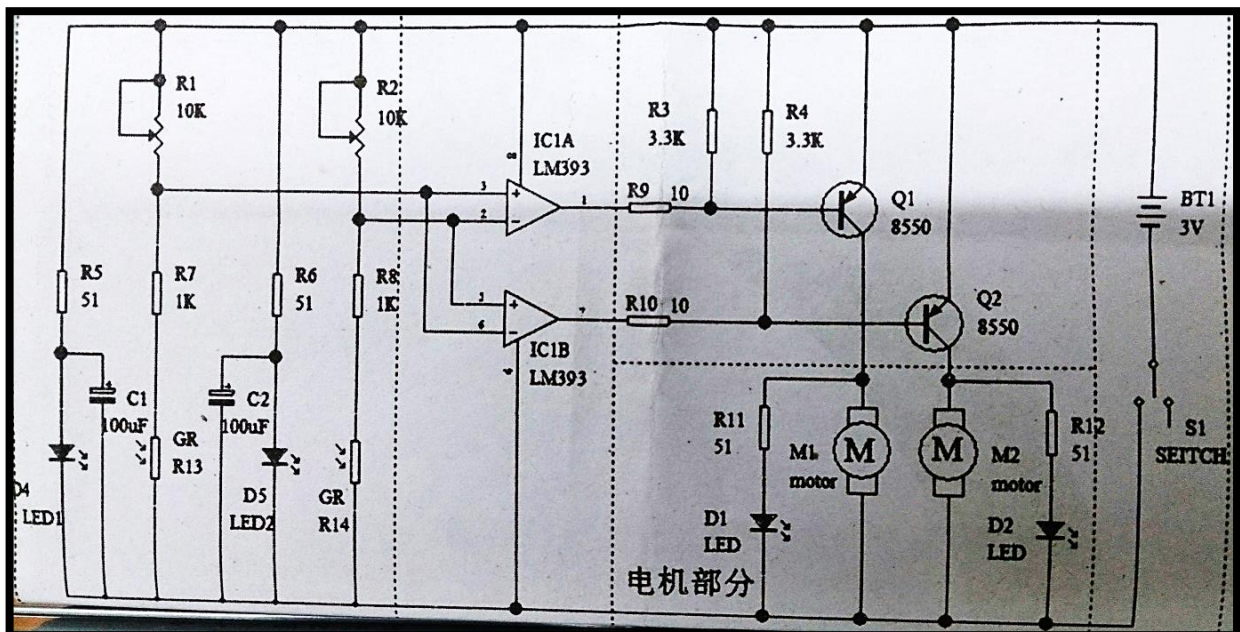 R1
10K
R2
10K
IC1A
LM393
8
3
2
1
R3
3.3K
R4
3.3K
R9 10
Q1
8550
BT1
3V
R5
51
R7
1K
R6
51
R8
1K
6
7
R10 10
Q2
8550
IC1B
LM393
C1
100uF
C2
100uF
GR
R13
D4
LED1
D5
LED2
GR
R14
R11
51
M1
motor
M
M
M2
motor
R12
51
S1
SEITCH
D1
LED
D2
LED
电机部分